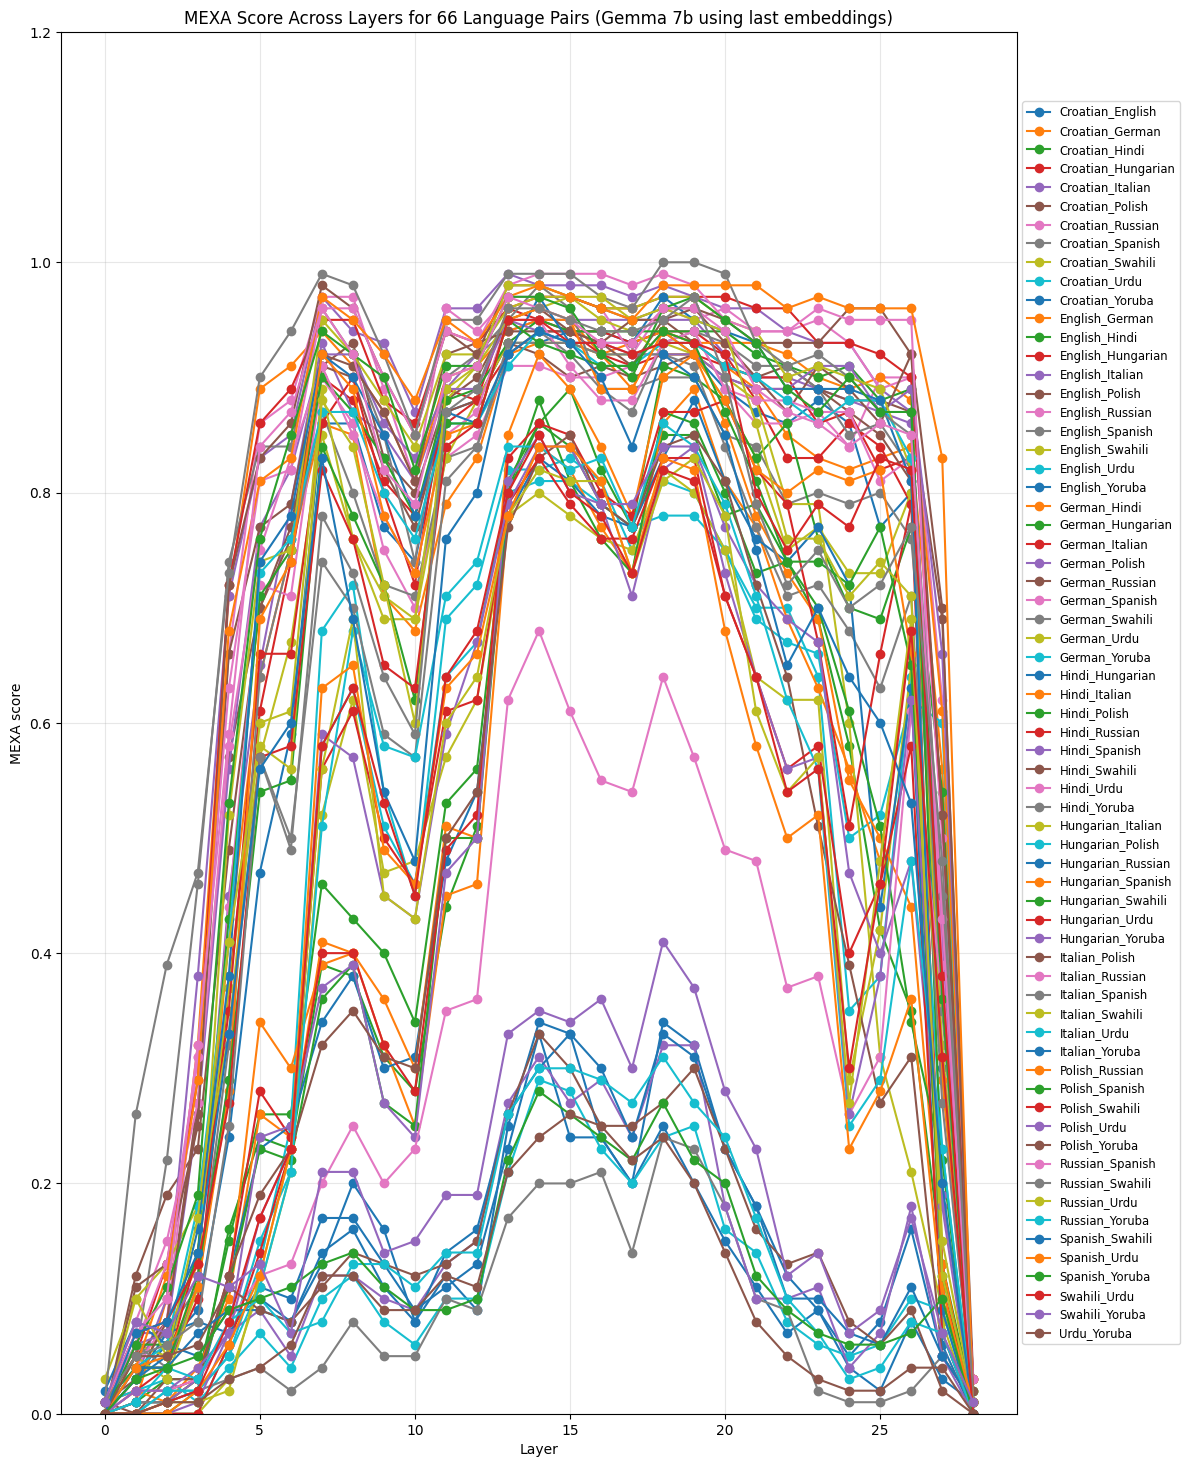 MEXA Score Across Layers for 66 Language Pairs (Gemma 7b using last embeddings)
1.2
1.0
0.8
0.6
0.4
0.2
0.0
MEXA score
0 5 10 15 20 25
Layer
Croatian_English
Croatian_German
Croatian_Hindi
Croatian_Hungarian
Croatian_Italian
Croatian_Polish
Croatian_Russian
Croatian_Spanish
Croatian_Swahili
Croatian_Urdu
Croatian_Yoruba
English_German
English_Hindi
English_Hungarian
English_Italian
English_Polish
English_Russian
English_Spanish
English_Swahili
English_Urdu
English_Yoruba
German_Hindi
German_Hungarian
German_Italian
German_Polish
German_Russian
German_Spanish
German_Swahili
German_Urdu
German_Yoruba
Hindi_Hungarian
Hindi_Italian
Hindi_Polish
Hindi_Russian
Hindi_Spanish
Hindi_Swahili
Hindi_Urdu
Hindi_Yoruba
Hungarian_Italian
Hungarian_Polish
Hungarian_Russian
Hungarian_Spanish
Hungarian_Swahili
Hungarian_Urdu
Hungarian_Yoruba
Italian_Polish
Italian_Russian
Italian_Spanish
Italian_Swahili
Italian_Urdu
Italian_Yoruba
Polish_Russian
Polish_Spanish
Polish_Swahili
Polish_Urdu
Polish_Yoruba
Russian_Spanish
Russian_Swahili
Russian_Urdu
Russian_Yoruba
Spanish_Swahili
Spanish_Urdu
Spanish_Yoruba
Swahili_Urdu
Swahili_Yoruba
Urdu_Yoruba